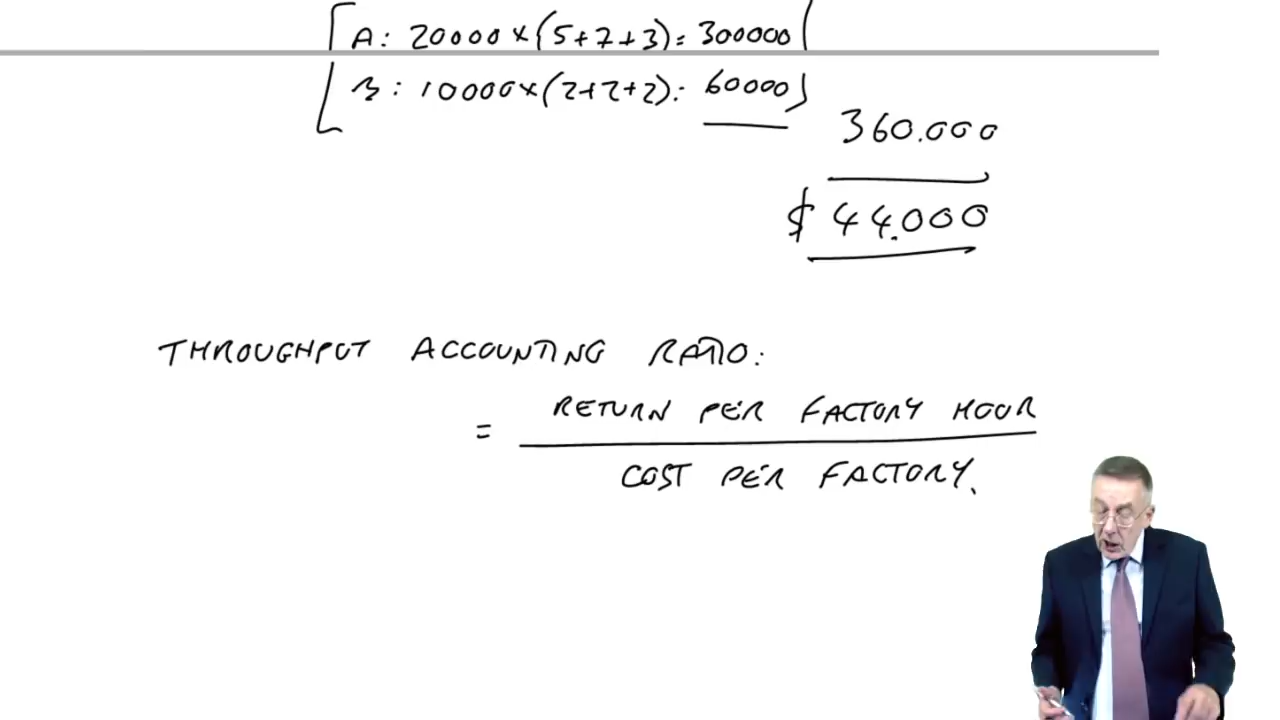 A: 20000 × (5+7+3) = 300000
B: 10000 × (2+2+2): 60000
360.000
$ 44.000
THROUGHPUT ACCOUNTING RATIO:
= RETURN PER FACTORY HOUR
COST PER FACTORY